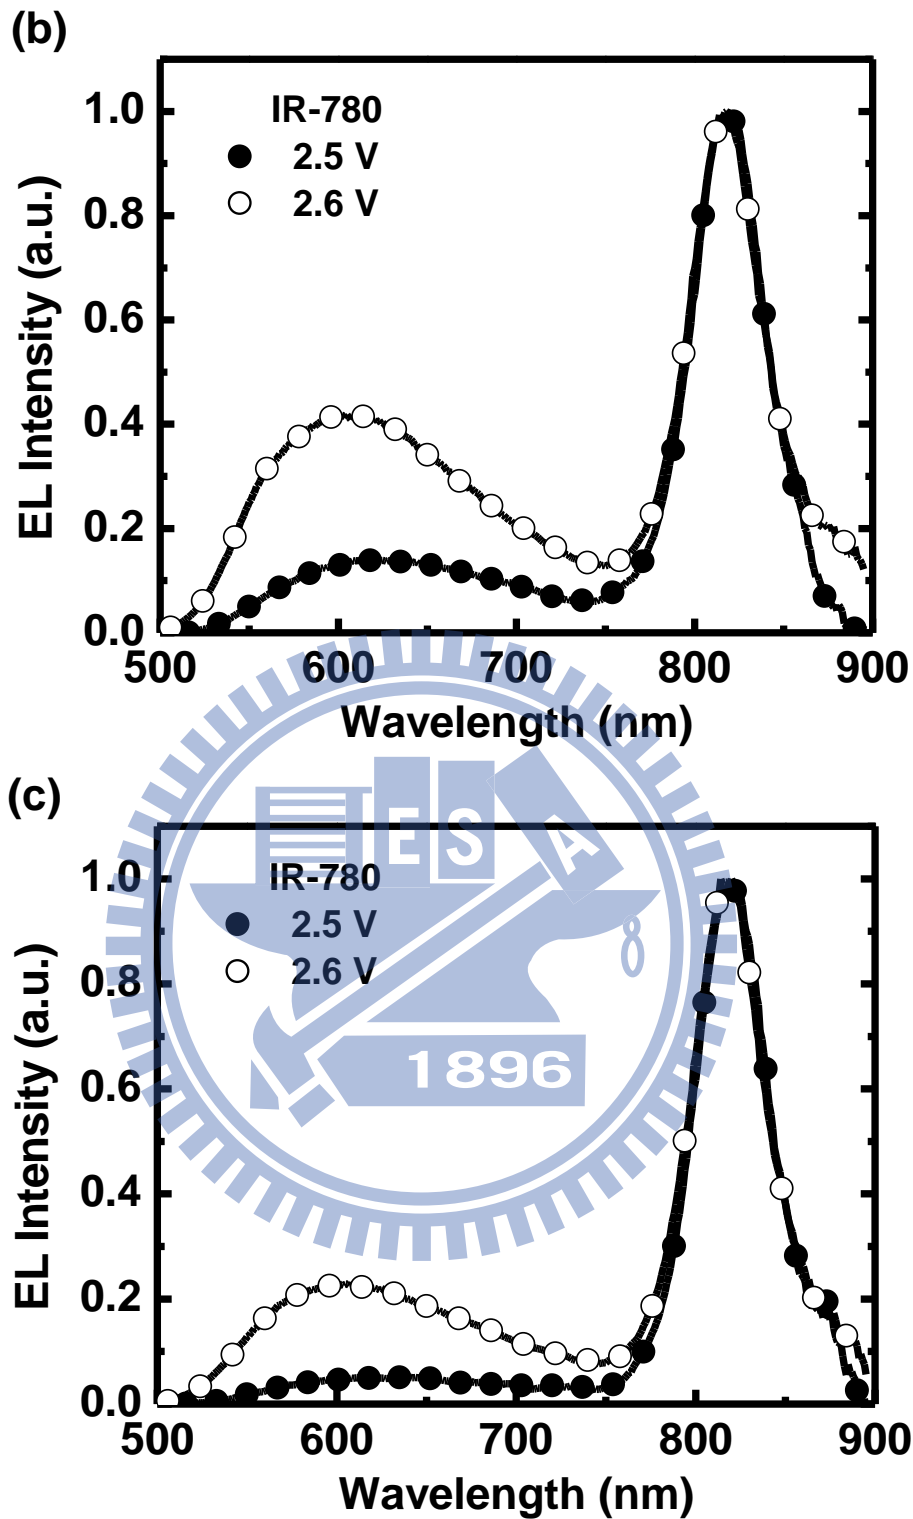 (b)
IR-780
2.5 V
2.6 V
EL Intensity (a.u.)
1.0
0.8
0.6
0.4
0.2
0.0
500 600 700 800 900
Wavelength (nm)
(c)
E S A
8
1896
IR-780
2.5 V
2.6 V
EL Intensity (a.u.)
1.0
0.8
0.6
0.4
0.2
0.0
500 600 700 800 900
Wavelength (nm)